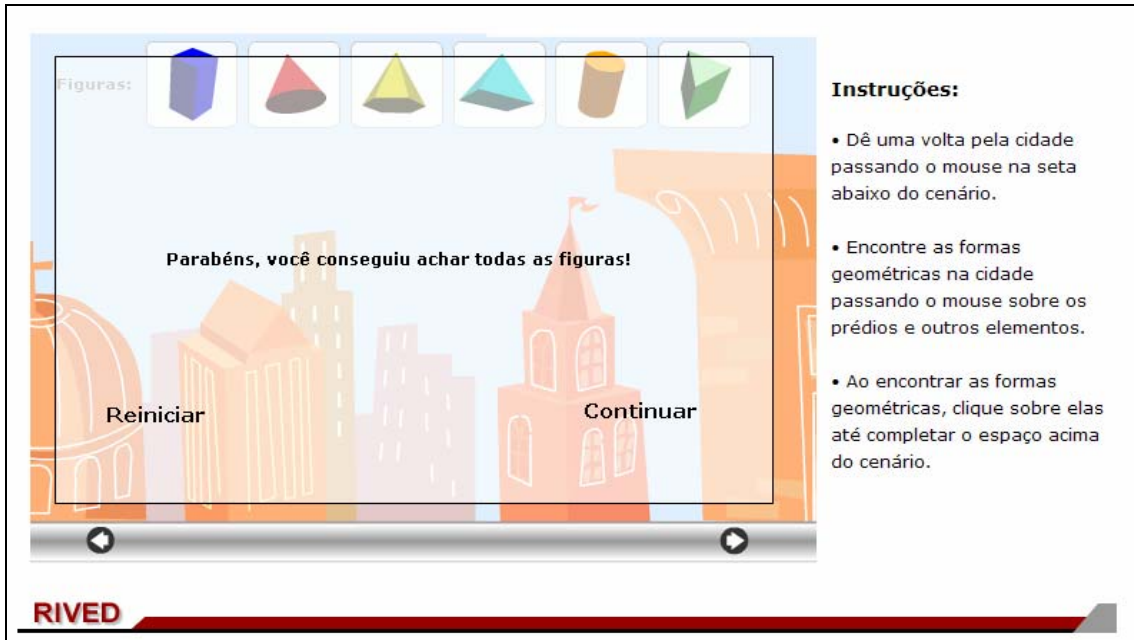 Figuras:
Parabéns, você conseguiu achar todas as figuras!
Reiniciar
Continuar
Instruções:
• Dê uma volta pela cidade
passando o mouse na seta
abaixo do cenário.
• Encontre as formas
geométricas na cidade
passando o mouse sobre os
prédios e outros elementos.
• Ao encontrar as formas
geométricas, clique sobre elas
até completar o espaço acima
do cenário.
RIVED